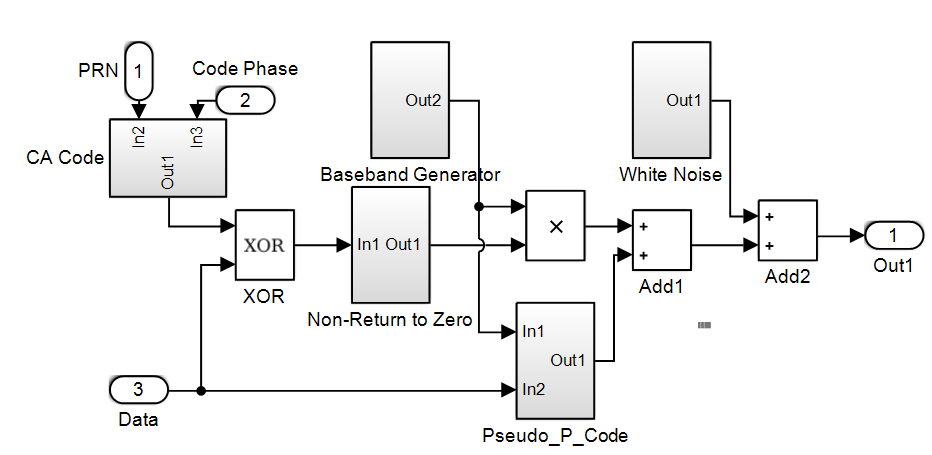 PRN
1
Code Phase
2
In2
In3
Out1
CA Code
Out2
Baseband Generator
Out1
White Noise
XOR
XOR
In1 Out1
Non-Return to Zero
×
+
+
Add1
+
+
Add2
1
Out1
In1
Out1
In2
Pseudo_P_Code
3
Data